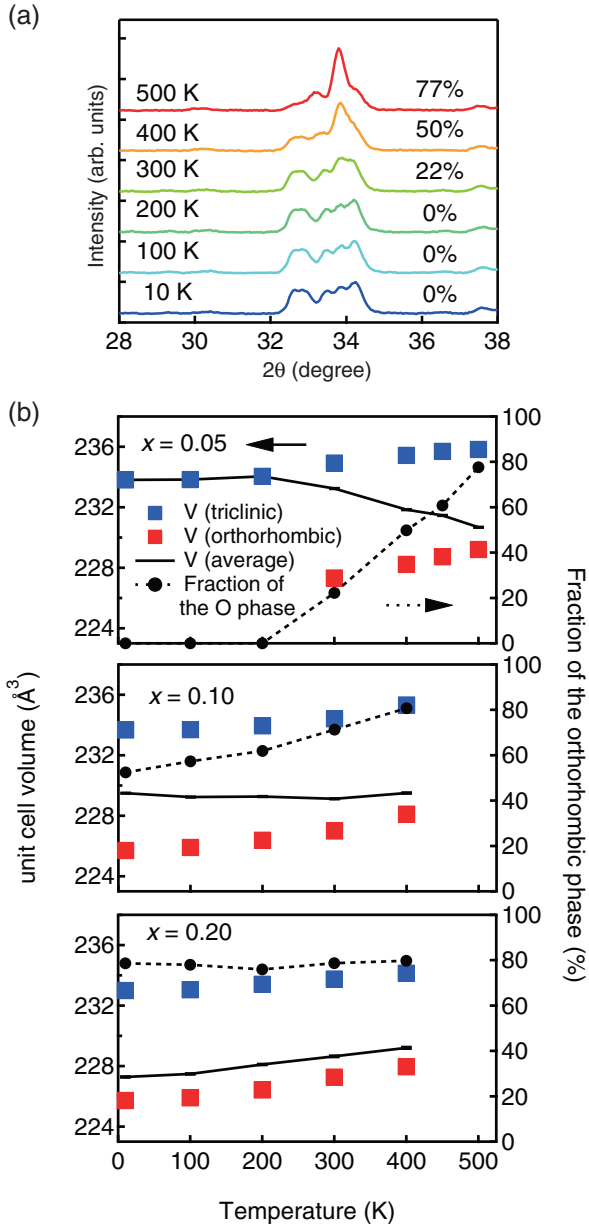 (a)
Intensity (arb. units)
500 K
77%
400 K
50%
300 K
22%
200 K
0%
100 K
0%
10 K
0%
28
30
32
34
36
38
2θ (degree)
(b)
unit cell volume (Å³)
Fraction of the orthorhombic phase (%)
x = 0.05
236
232
228
224
100
80
60
40
20
0
V (triclinic)
V (orthorhombic)
V (average)
Fraction of
the O phase
x = 0.10
236
232
228
224
100
80
60
40
20
0
x = 0.20
236
232
228
224
100
80
60
40
20
0
0
100
200
300
400
500
Temperature (K)